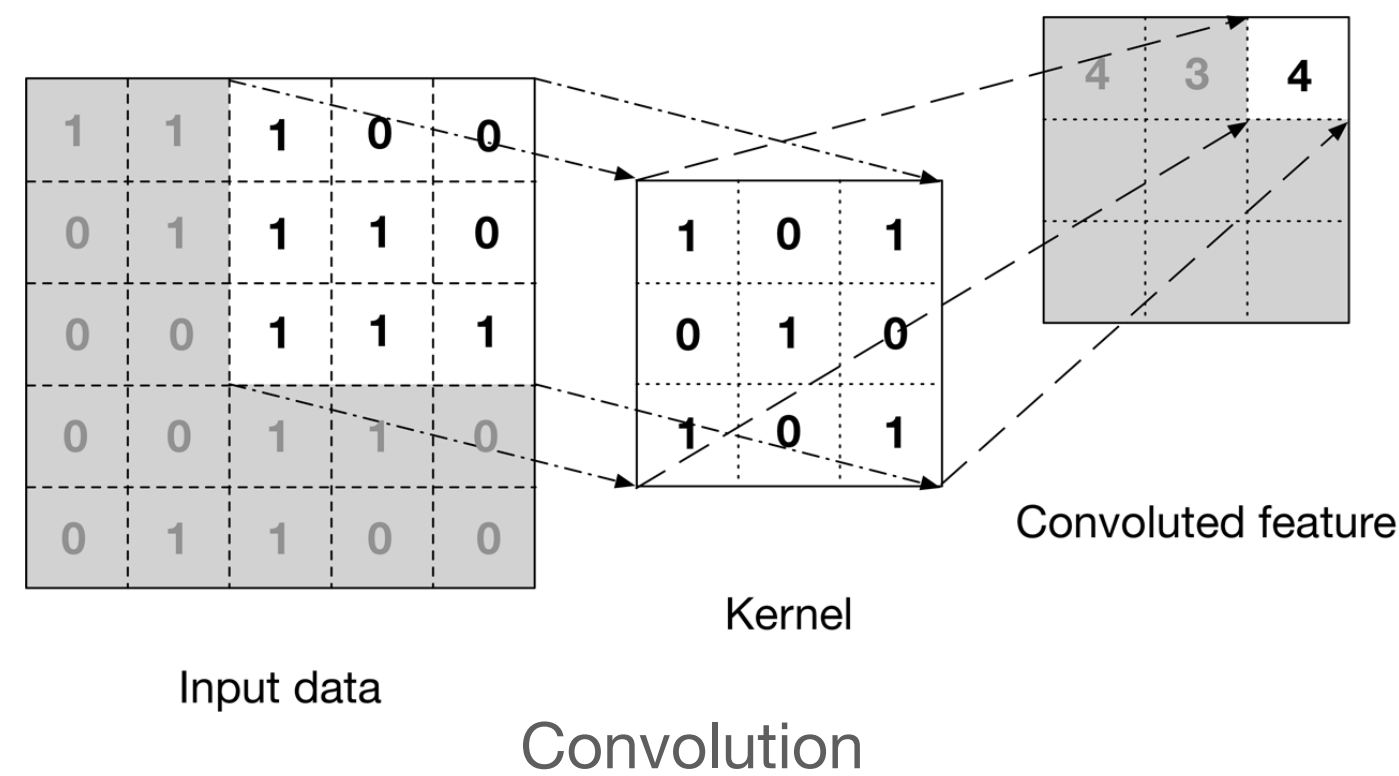 1 1 1 0 0
0 1 1 1 0
0 0 1 1 1
0 0 1 1 0
0 1 1 0 0
Input data
1 0 1
0 1 0
1 0 1
Kernel
4 3 4
Convoluted feature
Convolution